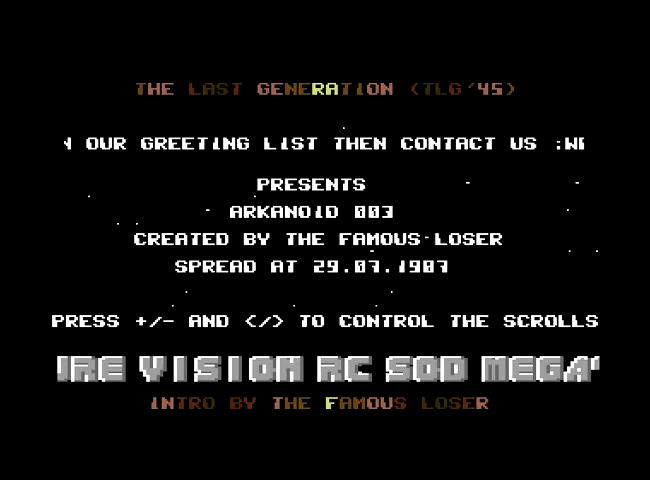 THE LAST GENERATION (TLG'45)
OUR GREETING LIST THEN CONTACT US
PRESENTS
ARKANOID 003
CREATED BY THE FAMOUS LOSER
SPREAD AT 29.07.1987
PRESS +/- AND </> TO CONTROL THE SCROLLS
URE VISION RC SOD MEGA
INTRO BY THE FAMOUS LOSER